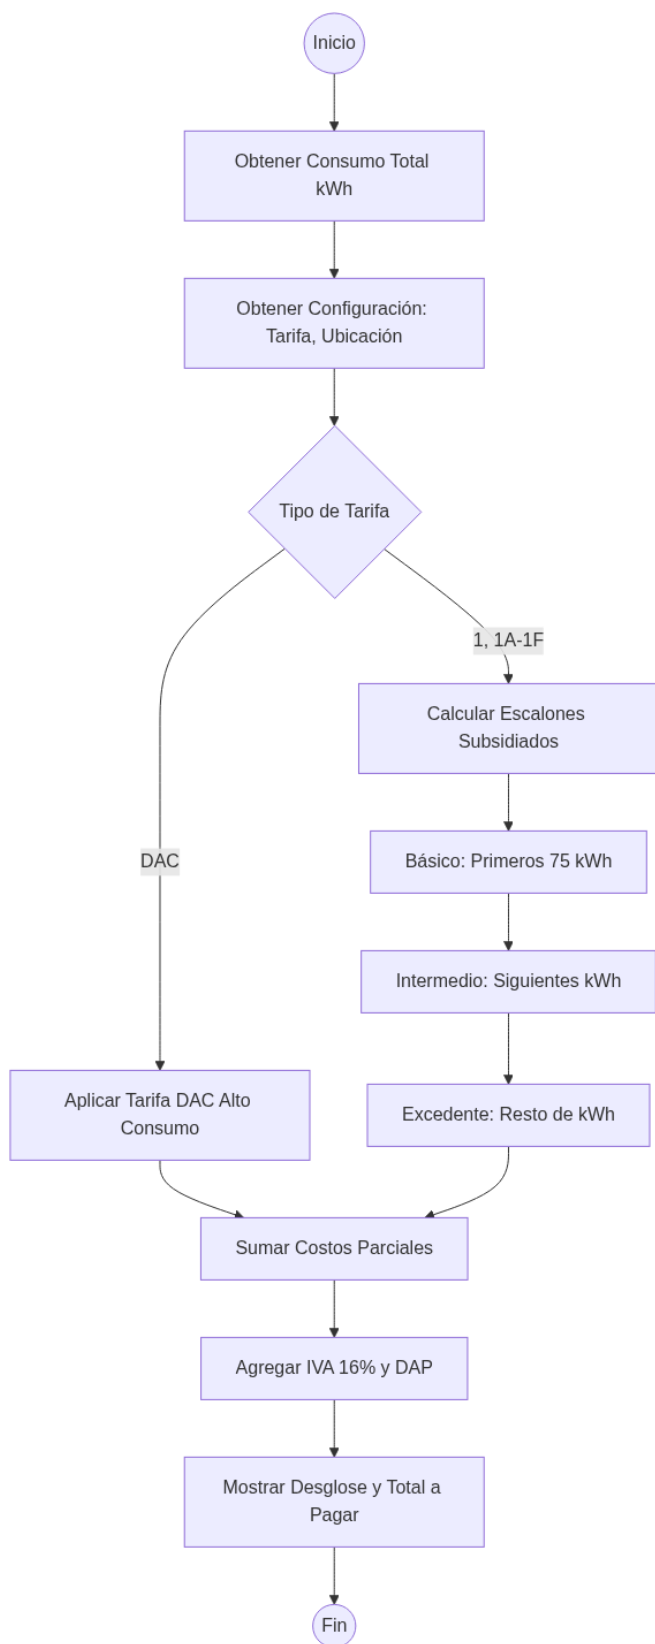 Inicio
Obtener Consumo Total
kWh
Obtener Configuración:
Tarifa, Ubicación
Tipo de Tarifa
1, 1A-1F
Calcular Escalones
Subsidiados
DAC
Básico: Primeros 75 kWh
Intermedio: Siguientes kWh
Aplicar Tarifa DAC Alto
Consumo
Excedente: Resto de kWh
Sumar Costos Parciales
Agregar IVA 16% y DAP
Mostrar Desglose y Total a
Pagar
Fin